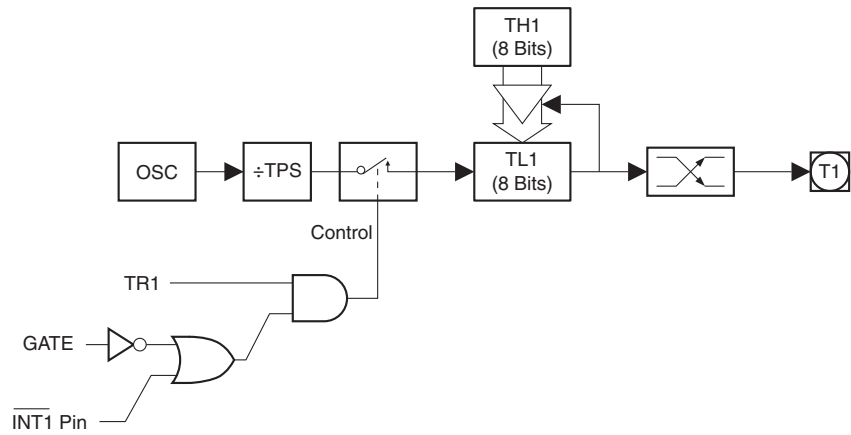 TH1
(8 Bits)
OSC
÷TPS
TL1
(8 Bits)
T1
Control
TR1
GATE
INT1 Pin